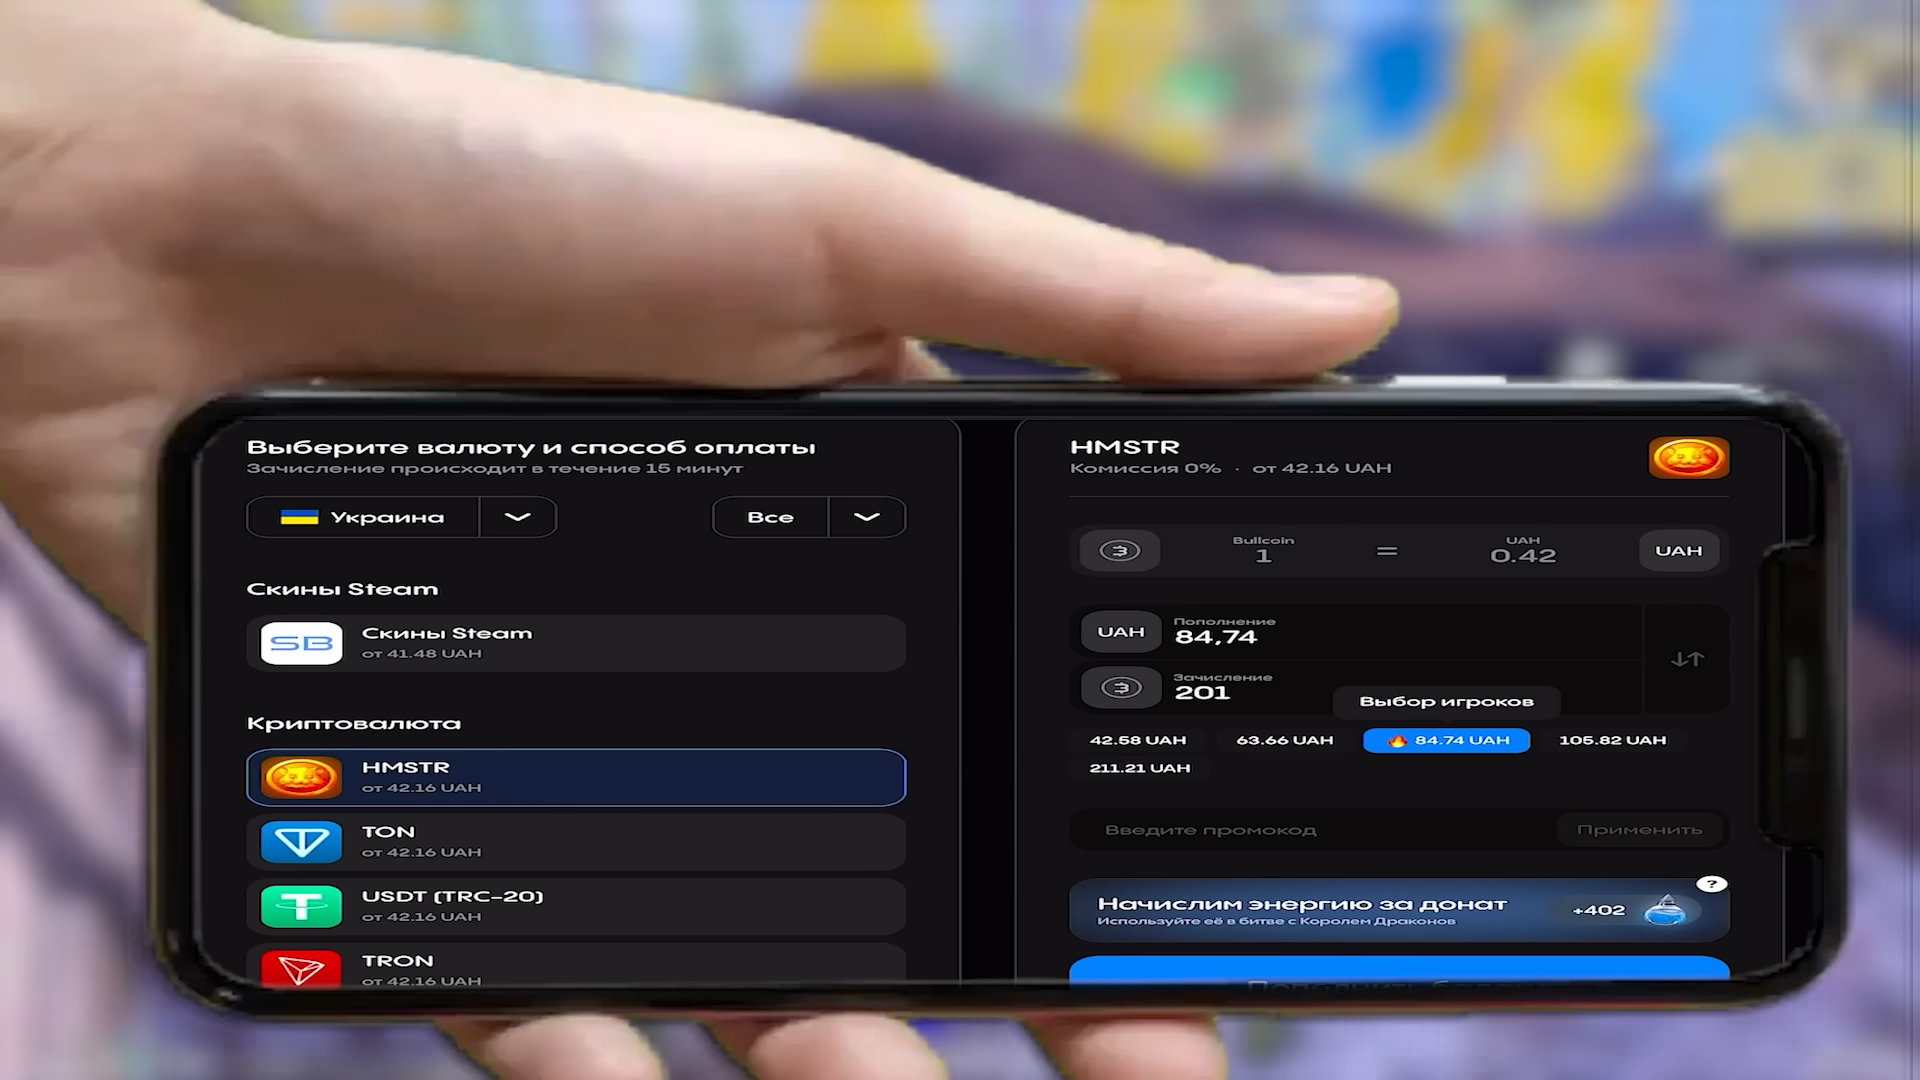 Выберите валюту и способ оплаты
Зачисление происходит в течение 15 минут
Украина
Все
Скины Steam
SB
Скины Steam
от 41.48 UAH
Криптовалюта
HMSTR
от 42.16 UAH
TON
от 42.16 UAH
USDT (TRC-20)
от 42.16 UAH
TRON
от 42.16 UAH
HMSTR
Комиссия 0% · от 42.16 UAH
Bullcoin
1
=
UAH
0.42
UAH
UAH
Пополнение
84,74
Зачисление
201
Выбор игроков
42.58 UAH
63.66 UAH
84.74 UAH
105.82 UAH
211.21 UAH
Введите промокод
Применить
?
Начислим энергию за донат
Используйте её в битве с Королем Драконов
+402